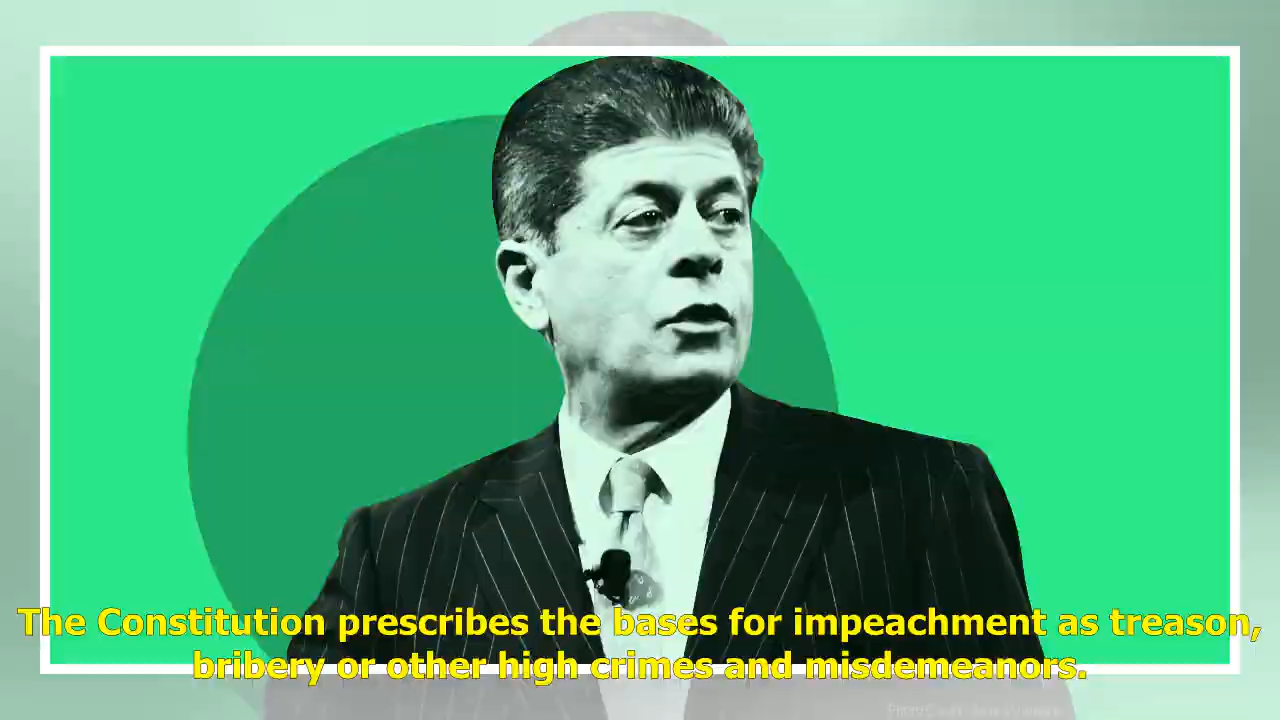 The Constitution prescribes the bases for impeachment as treason,
bribery or other high crimes and misdemeanors.